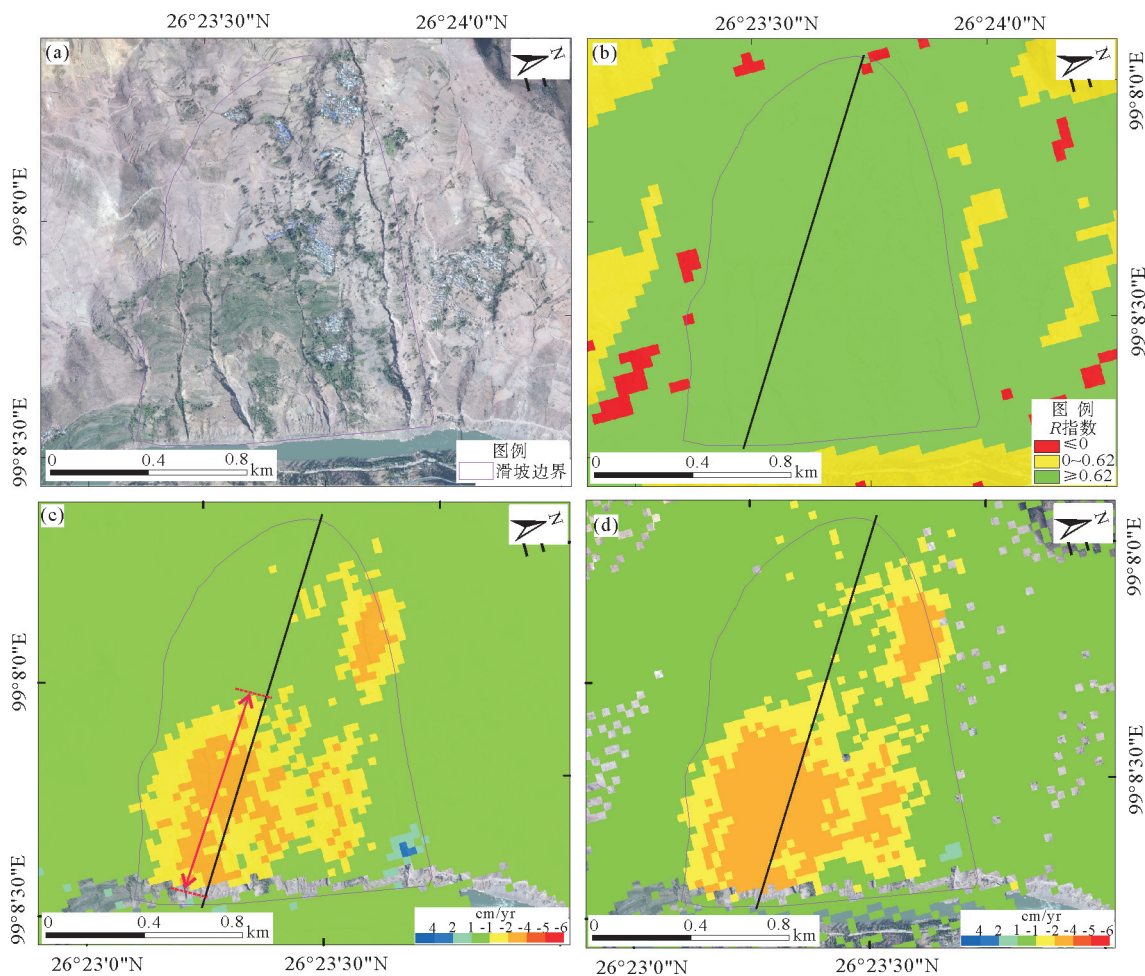 26°23'30"N 26°24'0"N 26°23'30"N 26°24'0"N
(a) N
(b) N
99°8'0"E
99°8'30"E
99°8'0"E
99°8'30"E
图例
滑坡边界
0 0.4 0.8
km
图 例
R指数
≤0
0~0.62
≥0.62
0 0.4 0.8
km
(c) N
(d) N
99°8'0"E
99°8'30"E
99°8'0"E
99°8'30"E
0 0.4 0.8
km
cm/yr
4 2 1 -1 -2 -4 -5 -6
0 0.4 0.8
km
cm/yr
4 2 1 -1 -2 -4 -5 -6
26°23'0"N 26°23'30"N 26°23'0"N 26°23'30"N